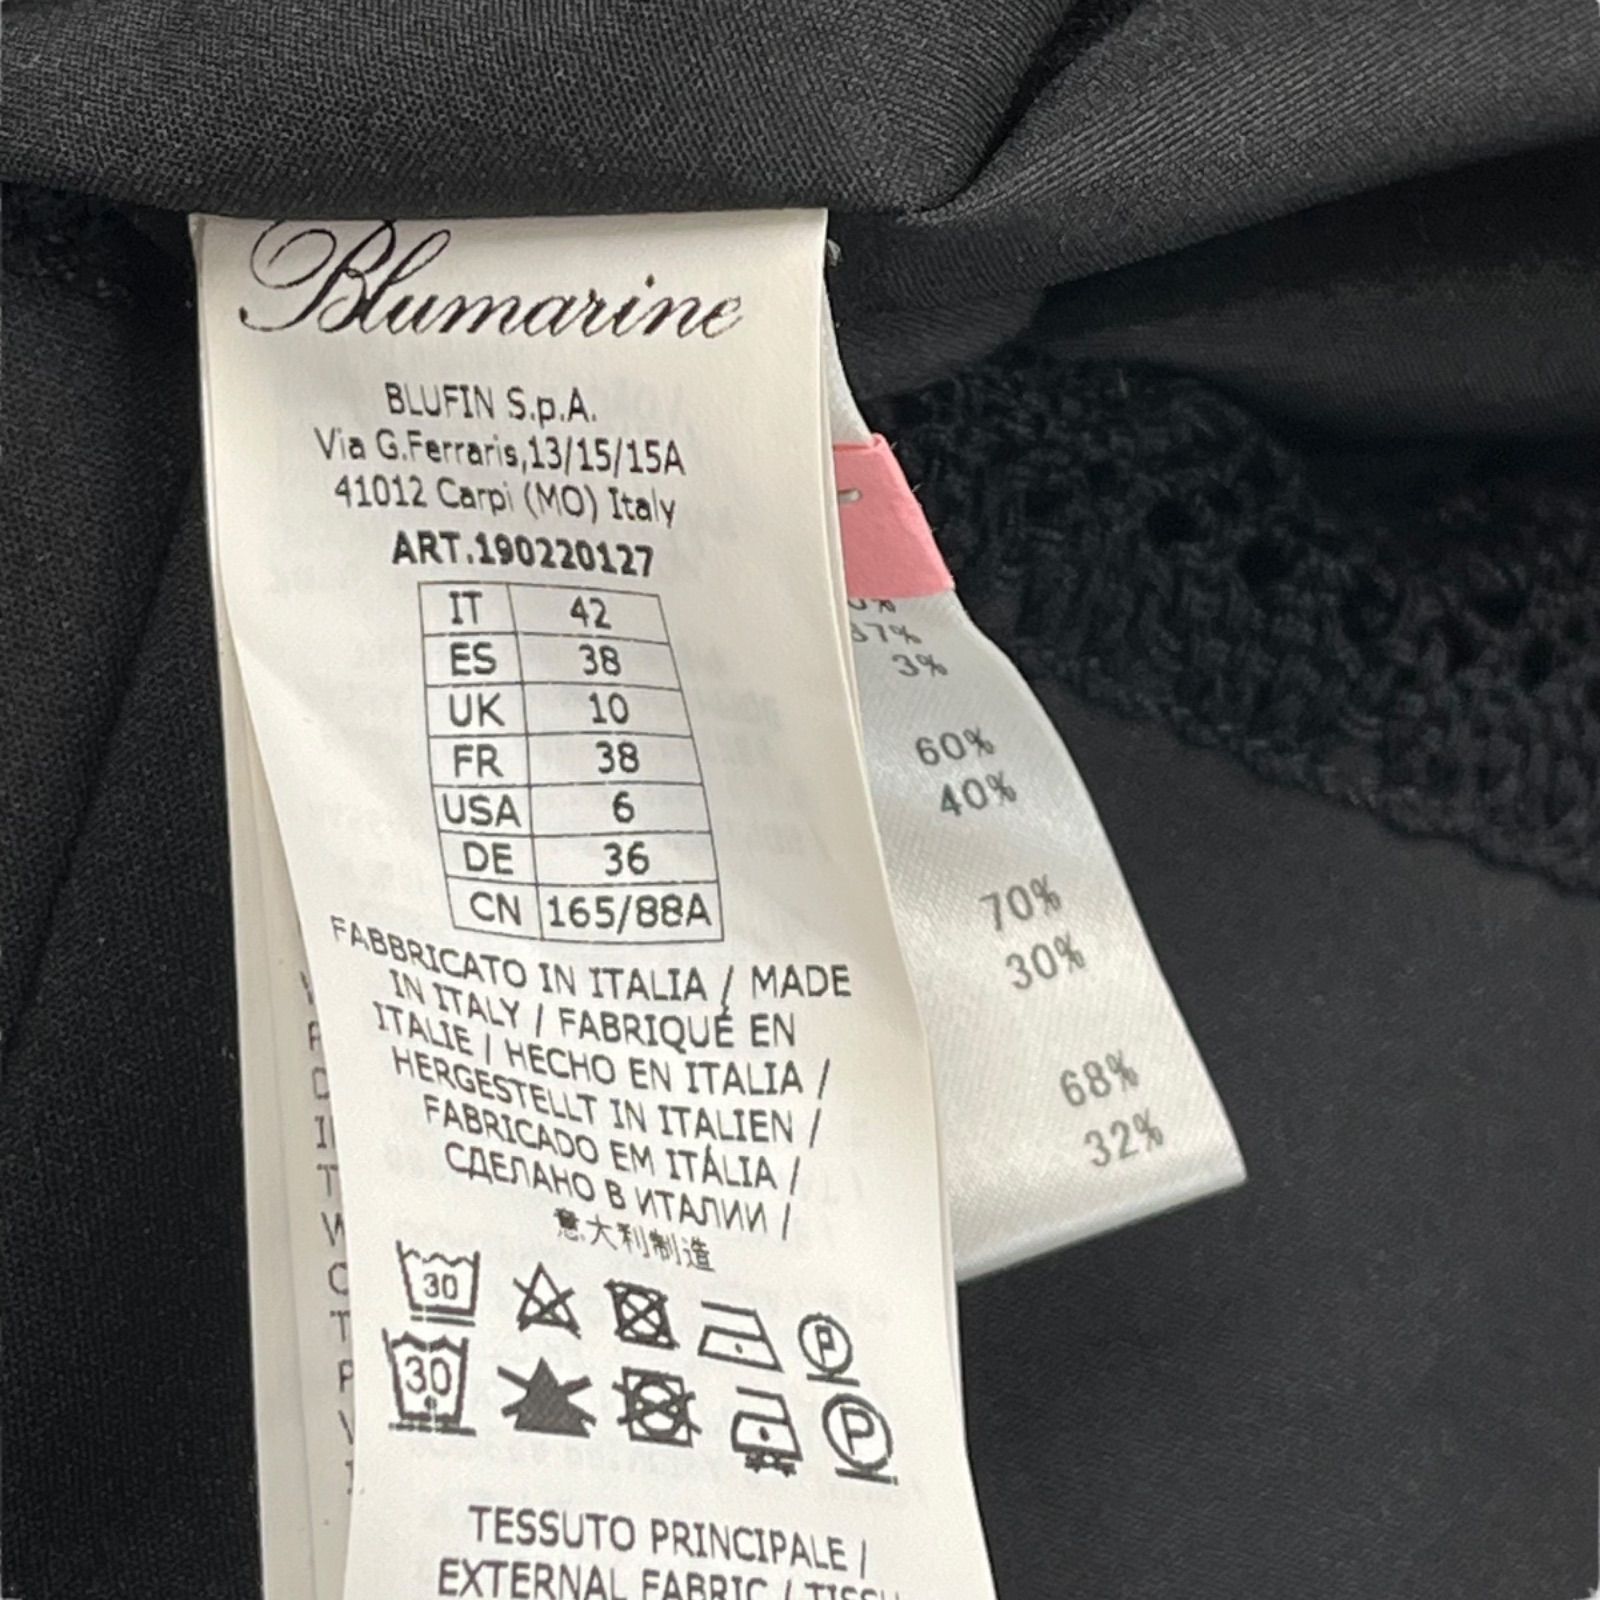 Blumarine
BLUFIN S.p.A.
Via G.Ferraris,13/15/15A
41012 Carpi (MO) Italy
ART.190220127
IT 42
ES 38
UK 10
FR 38
USA 6
DE 36
CN 165/88A
FABBRICATO IN ITALIA / MADE
IN ITALY / FABRIQUÉ EN
ITALIE / HECHO EN ITALIA /
HERGESTELLT IN ITALIEN /
FABRICADO EM ITÁLIA /
СДЕЛАНО В ИТАЛИИ /
意大利制造
30
P
30
P
TESSUTO PRINCIPALE /
EXTERNAL FABRIC /
3%
60%
40%
70%
30%
68%
32%